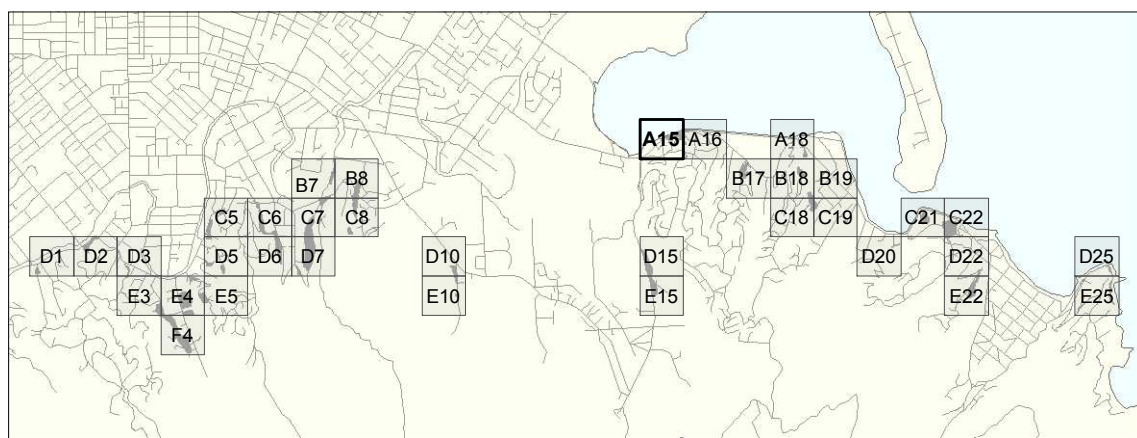 A15 A16 A18
B7 B8 B17 B18 B19
C5 C6 C7 C8 C18 C19 C21 C22
D1 D2 D3 D5 D6 D7 D10 D15 D20 D22 D25
E3 E4 E5 E10 E15 E22 E25
F4